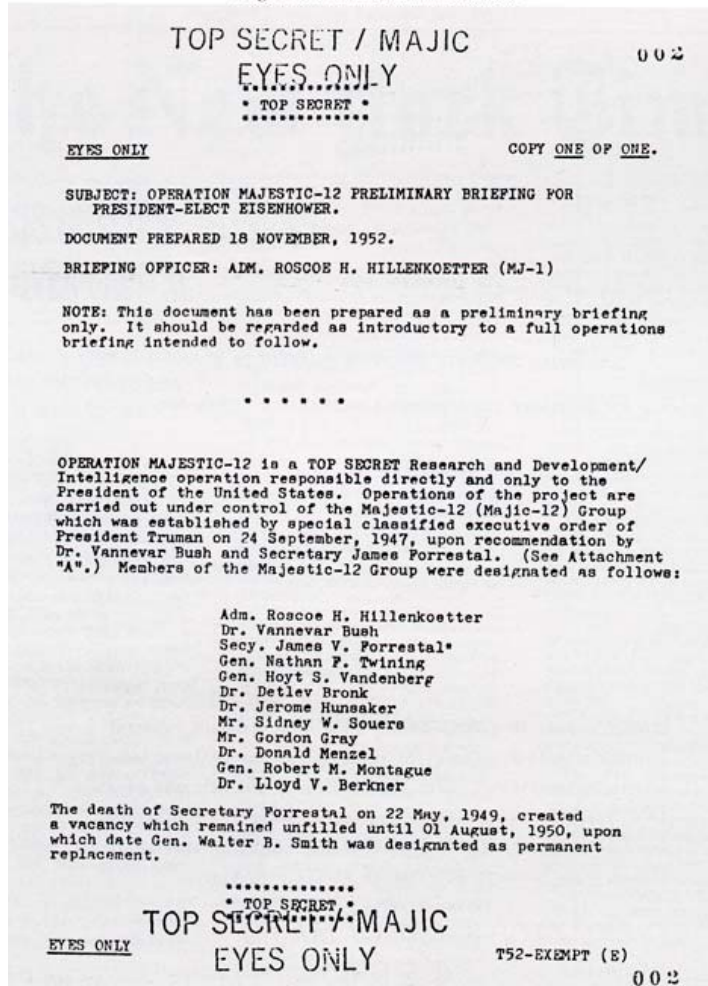 TOP SECRET / MAJIC
EYES ONLY
002
• TOP SECRET •
EYES ONLY
COPY ONE OF ONE.
SUBJECT: OPERATION MAJESTIC-12 PRELIMINARY BRIEFING FOR
PRESIDENT-ELECT EISENHOWER.
DOCUMENT PREPARED 18 NOVEMBER, 1952.
BRIEFING OFFICER: ADM. ROSCOE H. HILLENKOETTER (MJ-1)
NOTE: This document has been prepared as a preliminary briefing
only. It should be regarded as introductory to a full operations
briefing intended to follow.
• • • • • •
OPERATION MAJESTIC-12 is a TOP SECRET Research and Development/
Intelligence operation responsible directly and only to the
President of the United States. Operations of the project are
carried out under control of the Majestic-12 (Majic-12) Group
which was established by special classified executive order of
President Truman on 24 September, 1947, upon recommendation by
Dr. Vannevar Bush and Secretary James Forrestal. (See Attachment
"A".) Members of the Majestic-12 Group were designated as follows:
Adm. Roscoe H. Hillenkoetter
Dr. Vannevar Bush
Secy. James V. Forrestal*
Gen. Nathan F. Twining
Gen. Hoyt S. Vandenberg
Dr. Detlev Bronk
Dr. Jerome Hunsaker
Mr. Sidney W. Souers
Mr. Gordon Gray
Dr. Donald Menzel
Gen. Robert M. Montague
Dr. Lloyd V. Berkner
The death of Secretary Forrestal on 22 May, 1949, created
a vacancy which remained unfilled until 01 August, 1950, upon
which date Gen. Walter B. Smith was designated as permanent
replacement.
• TOP SECRET •
TOP SECRET / MAJIC
EYES ONLY
EYES ONLY
T52-EXEMPT (E)
002